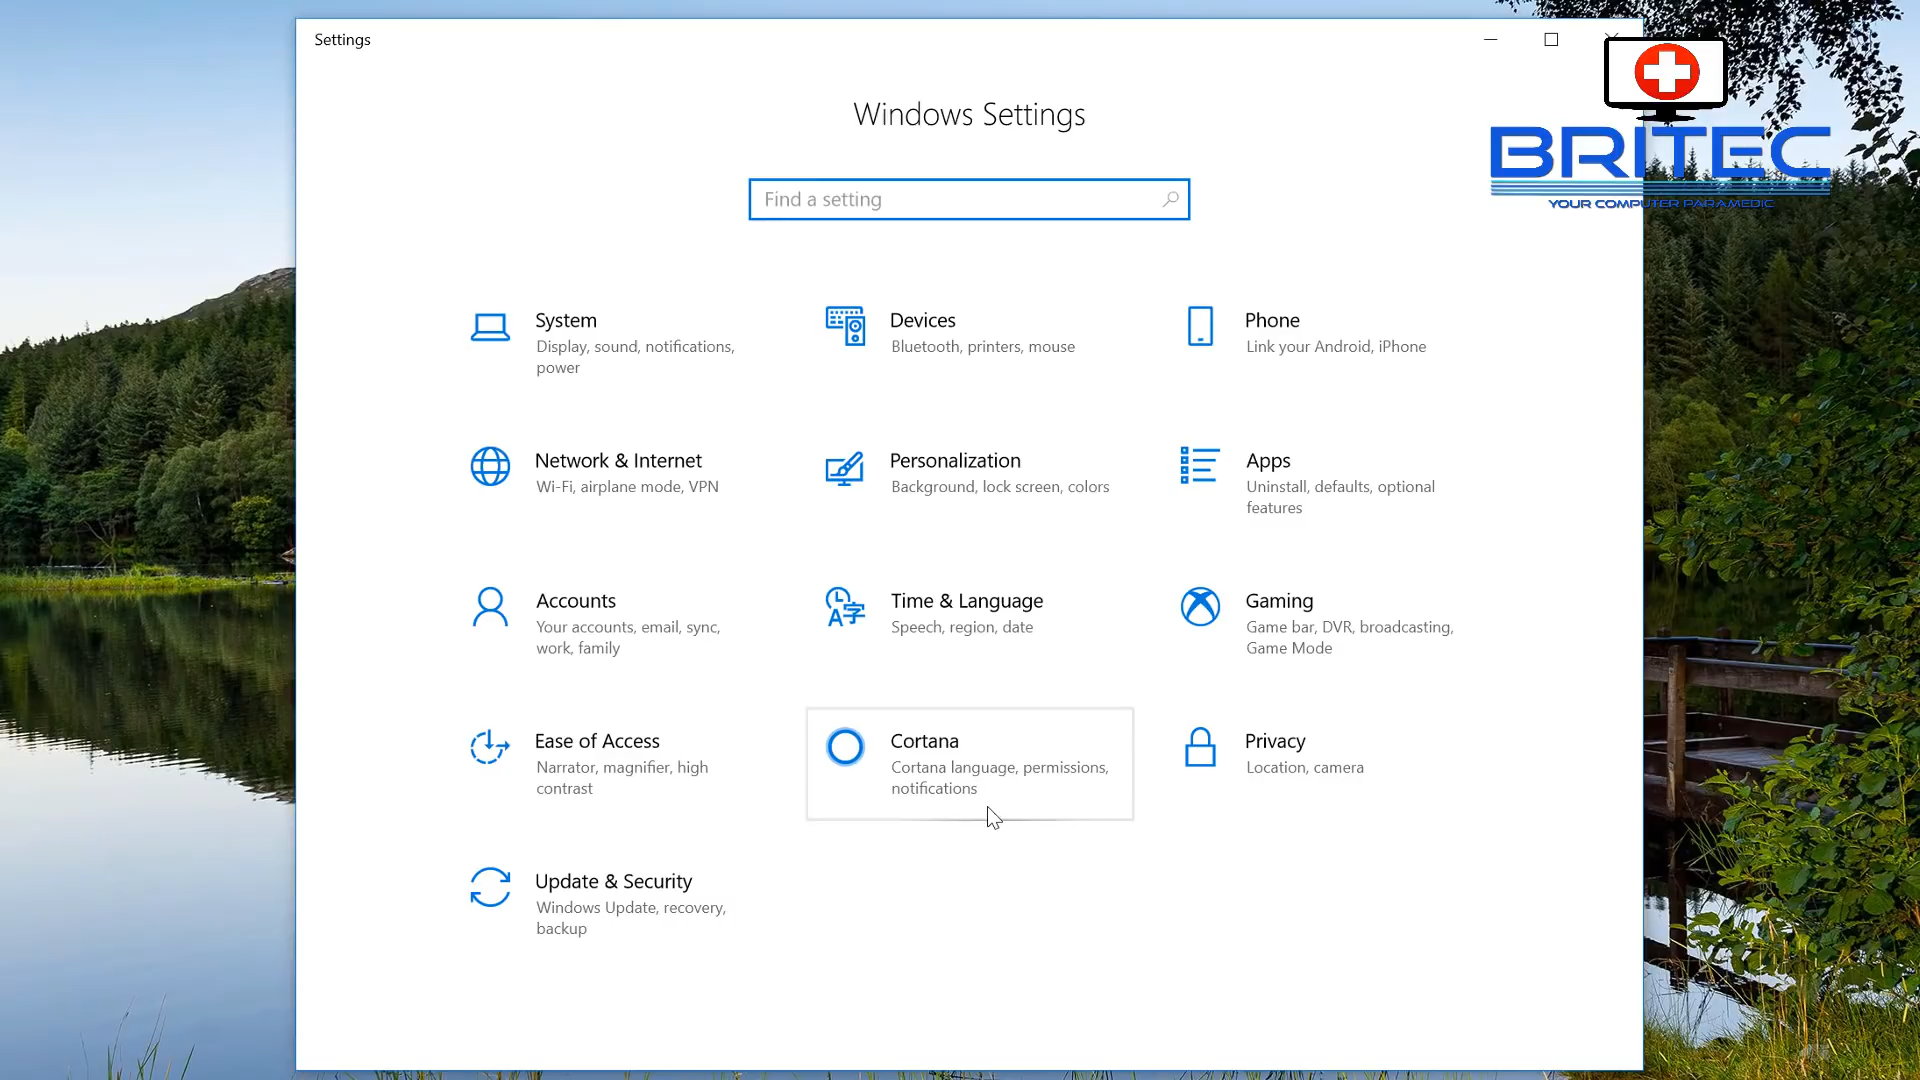 Settings
Windows Settings
Find a setting
BRITEC
YOUR COMPUTER PARAMEDIC
System
Display, sound, notifications,
power
Devices
Bluetooth, printers, mouse
Phone
Link your Android, iPhone
Network & Internet
Wi-Fi, airplane mode, VPN
Personalization
Background, lock screen, colors
Apps
Uninstall, defaults, optional
features
Accounts
Your accounts, email, sync,
work, family
Time & Language
Speech, region, date
Gaming
Game bar, DVR, broadcasting,
Game Mode
Ease of Access
Narrator, magnifier, high
contrast
Cortana
Cortana language, permissions,
notifications
Privacy
Location, camera
Update & Security
Windows Update, recovery,
backup